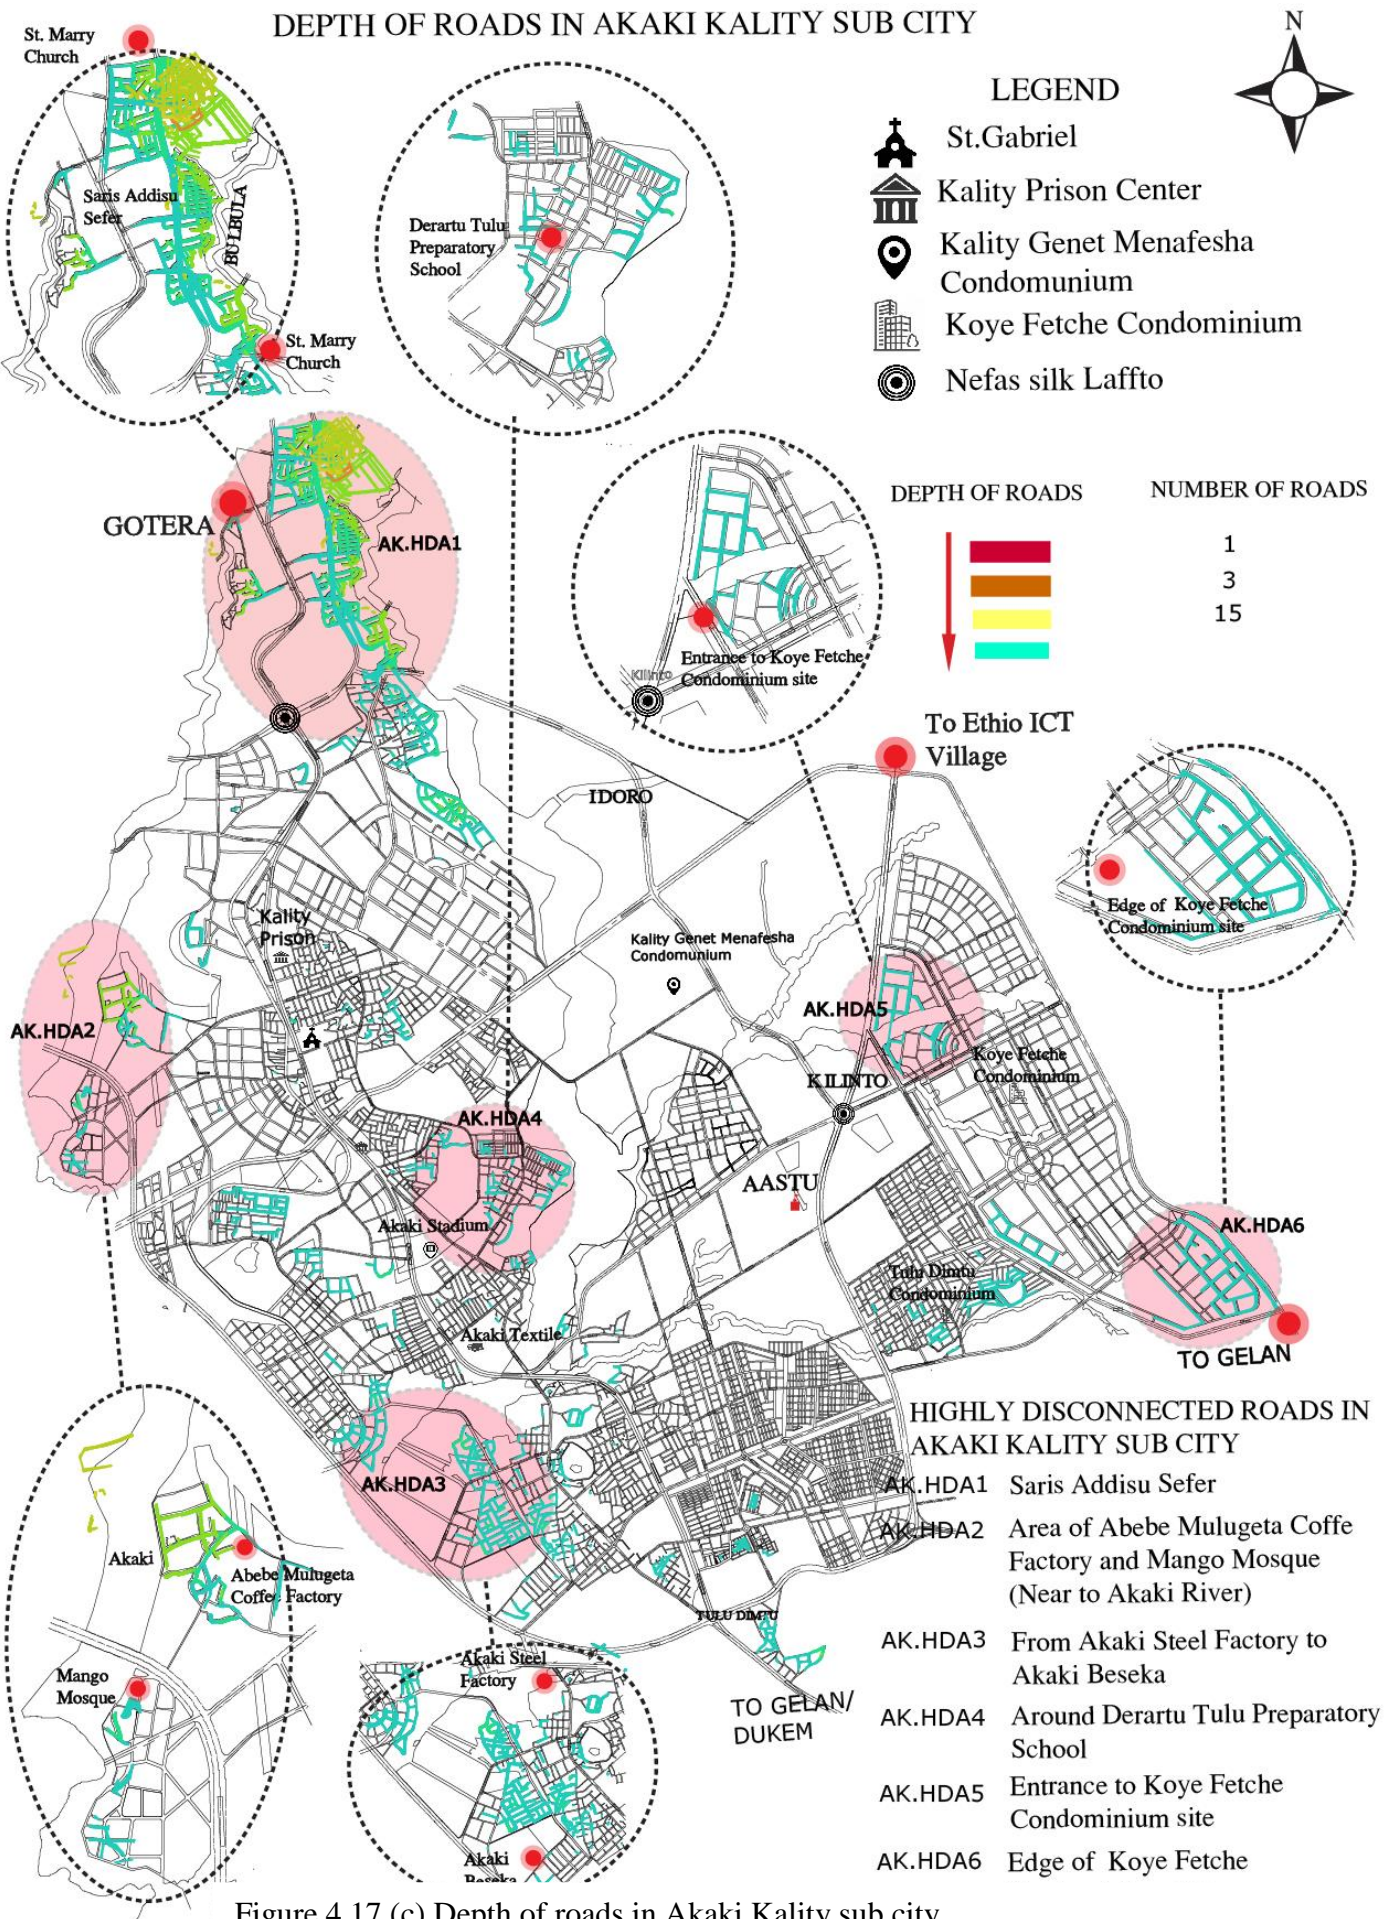 DEPTH OF ROADS IN AKAKI KALITY SUB CITY
N
St. Marry
Church
Saris Addisu
Sefer
BULBULA
St. Marry
Church
Derartu Tulu
Preparatory
School
LEGEND
St.Gabriel
Kality Prison Center
Kality Genet Menafesha
Condomunium
Koye Fetche Condominium
Nefas silk Laffto
DEPTH OF ROADS
NUMBER OF ROADS
1
3
15
GOTERA
AK.HDA1
Kilinto
Entrance to Koye Fetche
Condominium site
To Ethio ICT
Village
IDORO
Edge of Koye Fetche
Condominium site
Kality
Prison
Kality Genet Menafesha
Condomunium
AK.HDA2
AK.HDA5
Koye Fetche
Condominium
KILINTO
AK.HDA4
AASTU
Akaki Stadium
AK.HDA6
Tulu Dimtu
Condominium
Akaki Textile
TO GELAN
AK.HDA3
HIGHLY DISCONNECTED ROADS IN
AKAKI KALITY SUB CITY
AK.HDA1 Saris Addisu Sefer
AK.HDA2 Area of Abebe Mulugeta Coffe
Factory and Mango Mosque
(Near to Akaki River)
AK.HDA3 From Akaki Steel Factory to
Akaki Beseka
AK.HDA4 Around Derartu Tulu Preparatory
School
AK.HDA5 Entrance to Koye Fetche
Condominium site
AK.HDA6 Edge of Koye Fetche
Akaki
Abebe Mulugeta
Coffee Factory
Mango
Mosque
TULU DIMTU
TO GELAN/
DUKEM
Akaki Steel
Factory
Akaki
Beseka
Figure 4.17 (c) Depth of roads in Akaki Kality sub city